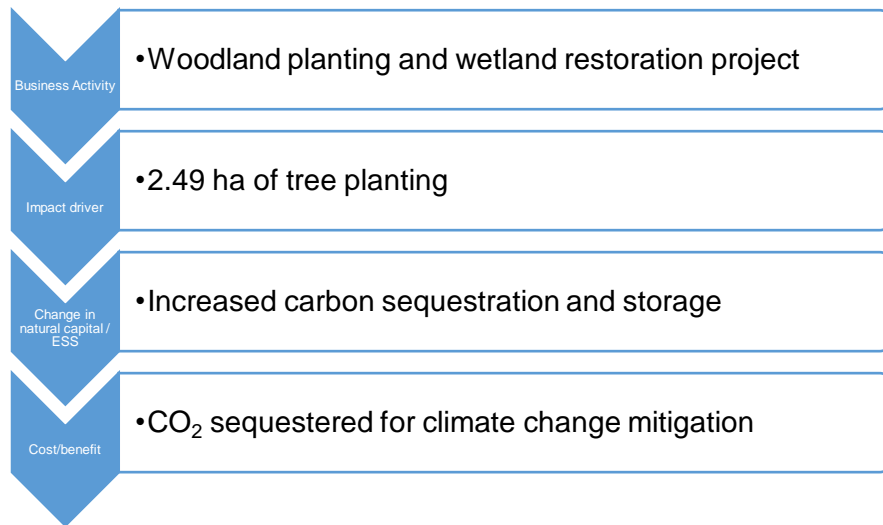 Business Activity
•Woodland planting and wetland restoration project
Impact driver
•2.49 ha of tree planting
Change in
natural capital /
ESS
•Increased carbon sequestration and storage
Cost/benefit
•CO₂ sequestered for climate change mitigation